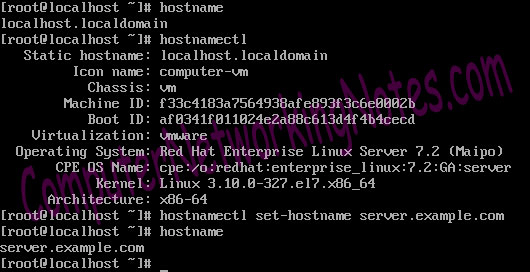 [root@localhost ~]# hostname
localhost.localdomain
[root@localhost ~]# hostnamectl
Static hostname: localhost.localdomain
Icon name: computer-vm
Chassis: vm
Machine ID: f33c4183a7564938afe893f3c6e0002b
Boot ID: af0341f011024e2a88c613d4f4b4cecd
Virtualization: vmware
Operating System: Red Hat Enterprise Linux Server 7.2 (Maipo)
CPE OS Name: cpe:/o:redhat:enterprise_linux:7.2:GA:server
Kernel: Linux 3.10.0-327.el7.x86_64
Architecture: x86-64
[root@localhost ~]# hostnamectl set-hostname server.example.com
[root@localhost ~]# hostname
server.example.com
[root@localhost ~]# _
ComputerNetworkingNotes.com